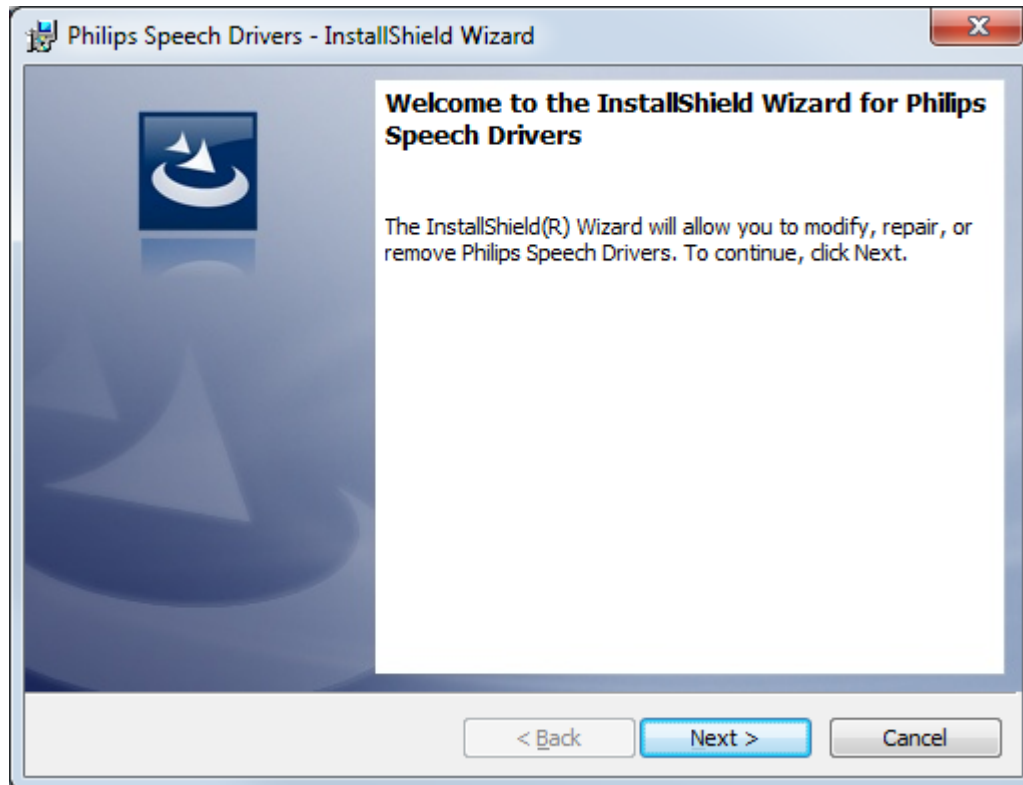 Philips Speech Drivers - InstallShield Wizard
Welcome to the InstallShield Wizard for Philips
Speech Drivers
The InstallShield(R) Wizard will allow you to modify, repair, or
remove Philips Speech Drivers. To continue, click Next.
< Back
Next >
Cancel